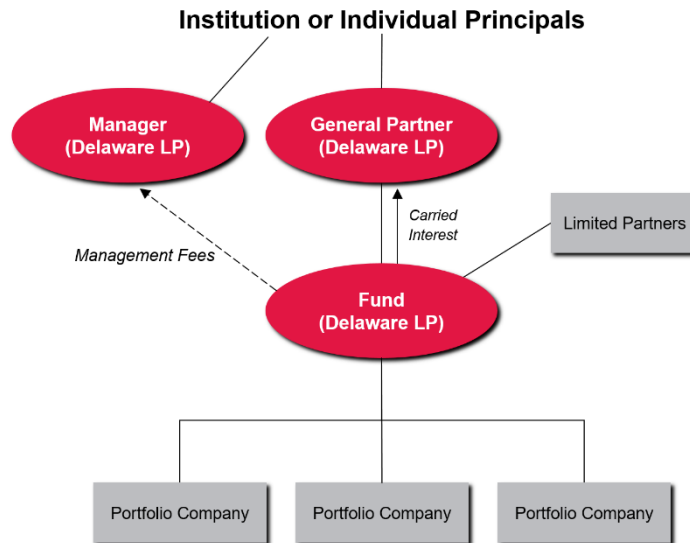 Institution or Individual Principals
Manager
(Delaware LP)
General Partner
(Delaware LP)
Carried
Interest
Limited Partners
Management Fees
Fund
(Delaware LP)
Portfolio Company
Portfolio Company
Portfolio Company